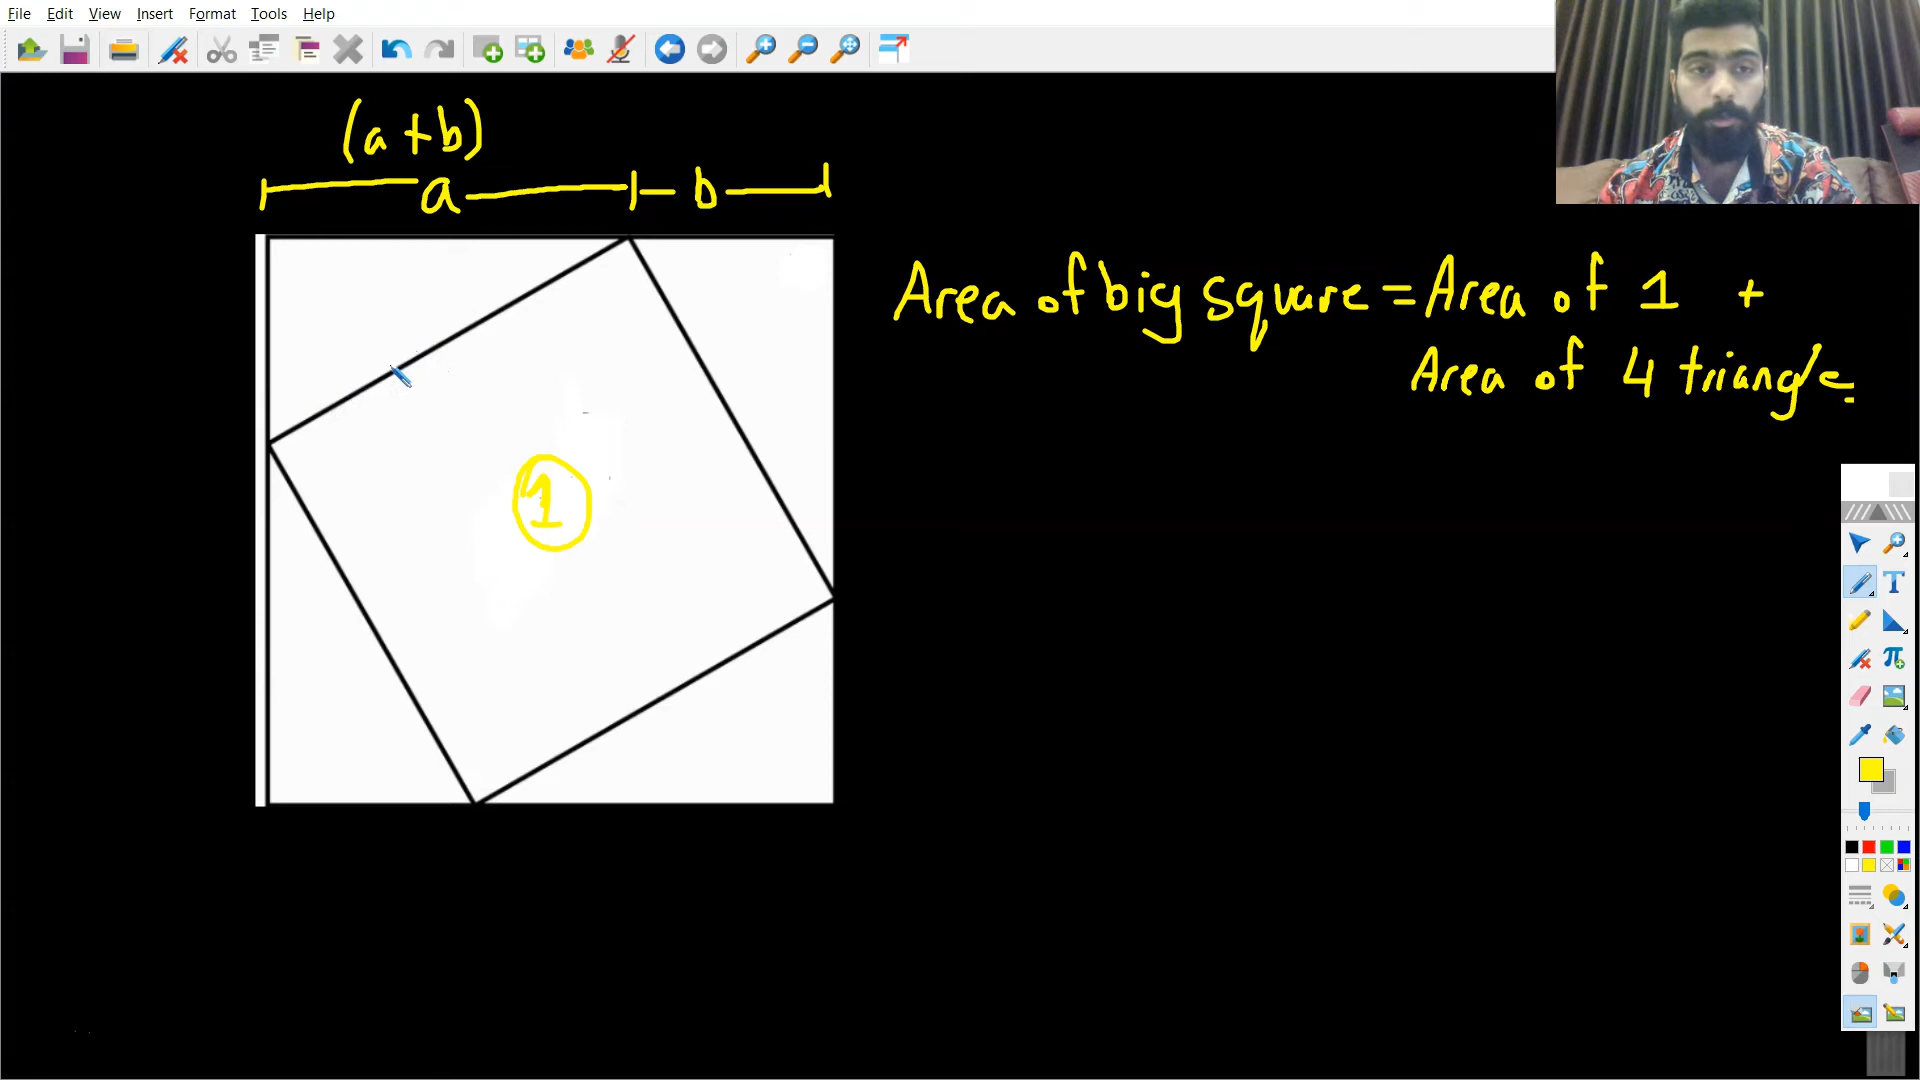 File Edit View Insert Format Tools Help
(a+b)
a b
Area of big square = Area of 1 +
Area of 4 triangle
1
T
π